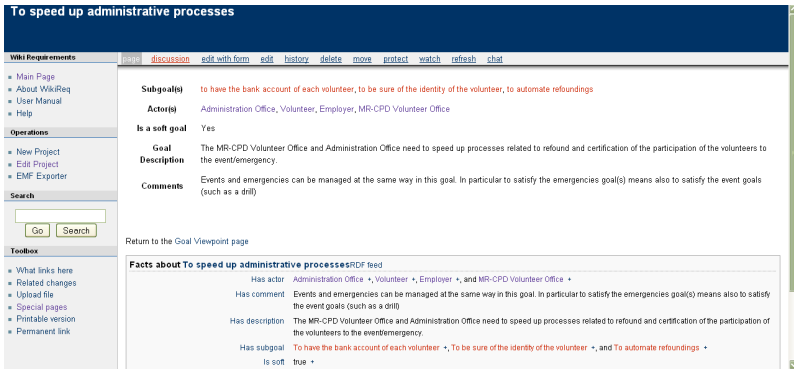 To speed up administrative processes
Wiki Requirements
page discussion edit with form edit history delete move protect watch refresh chat
Main Page
About WikiReq
User Manual
Help
Operations
New Project
Edit Project
EMF Exporter
Search
Go Search
Toolbox
What links here
Related changes
Upload file
Special pages
Printable version
Permanent link
Subgoal(s) to have the bank account of each volunteer, to be sure of the identity of the volunteer, to automate refoundings
Actor(s) Administration Office, Volunteer, Employer, MR-CPD Volunteer Office
Is a soft goal Yes
Goal Description The MR-CPD Volunteer Office and Administration Office need to speed up processes related to refound and certification of the participation of the volunteers to
the event/emergency.
Comments Events and emergencies can be managed at the same way in this goal. In particular to satisfy the emergencies goal(s) means also to satisfy the event goals
(such as a drill)
Return to the Goal Viewpoint page
Facts about To speed up administrative processesRDF feed
Has actor Administration Office +, Volunteer +, Employer +, and MR-CPD Volunteer Office +
Has comment Events and emergencies can be managed at the same way in this goal. In particular to satisfy the emergencies goal(s) means also to satisfy
the event goals (such as a drill)
Has description The MR-CPD Volunteer Office and Administration Office need to speed up processes related to refound and certification of the participation of
the volunteers to the event/emergency.
Has subgoal To have the bank account of each volunteer +, To be sure of the identity of the volunteer +, and To automate refoundings +
Is soft true +